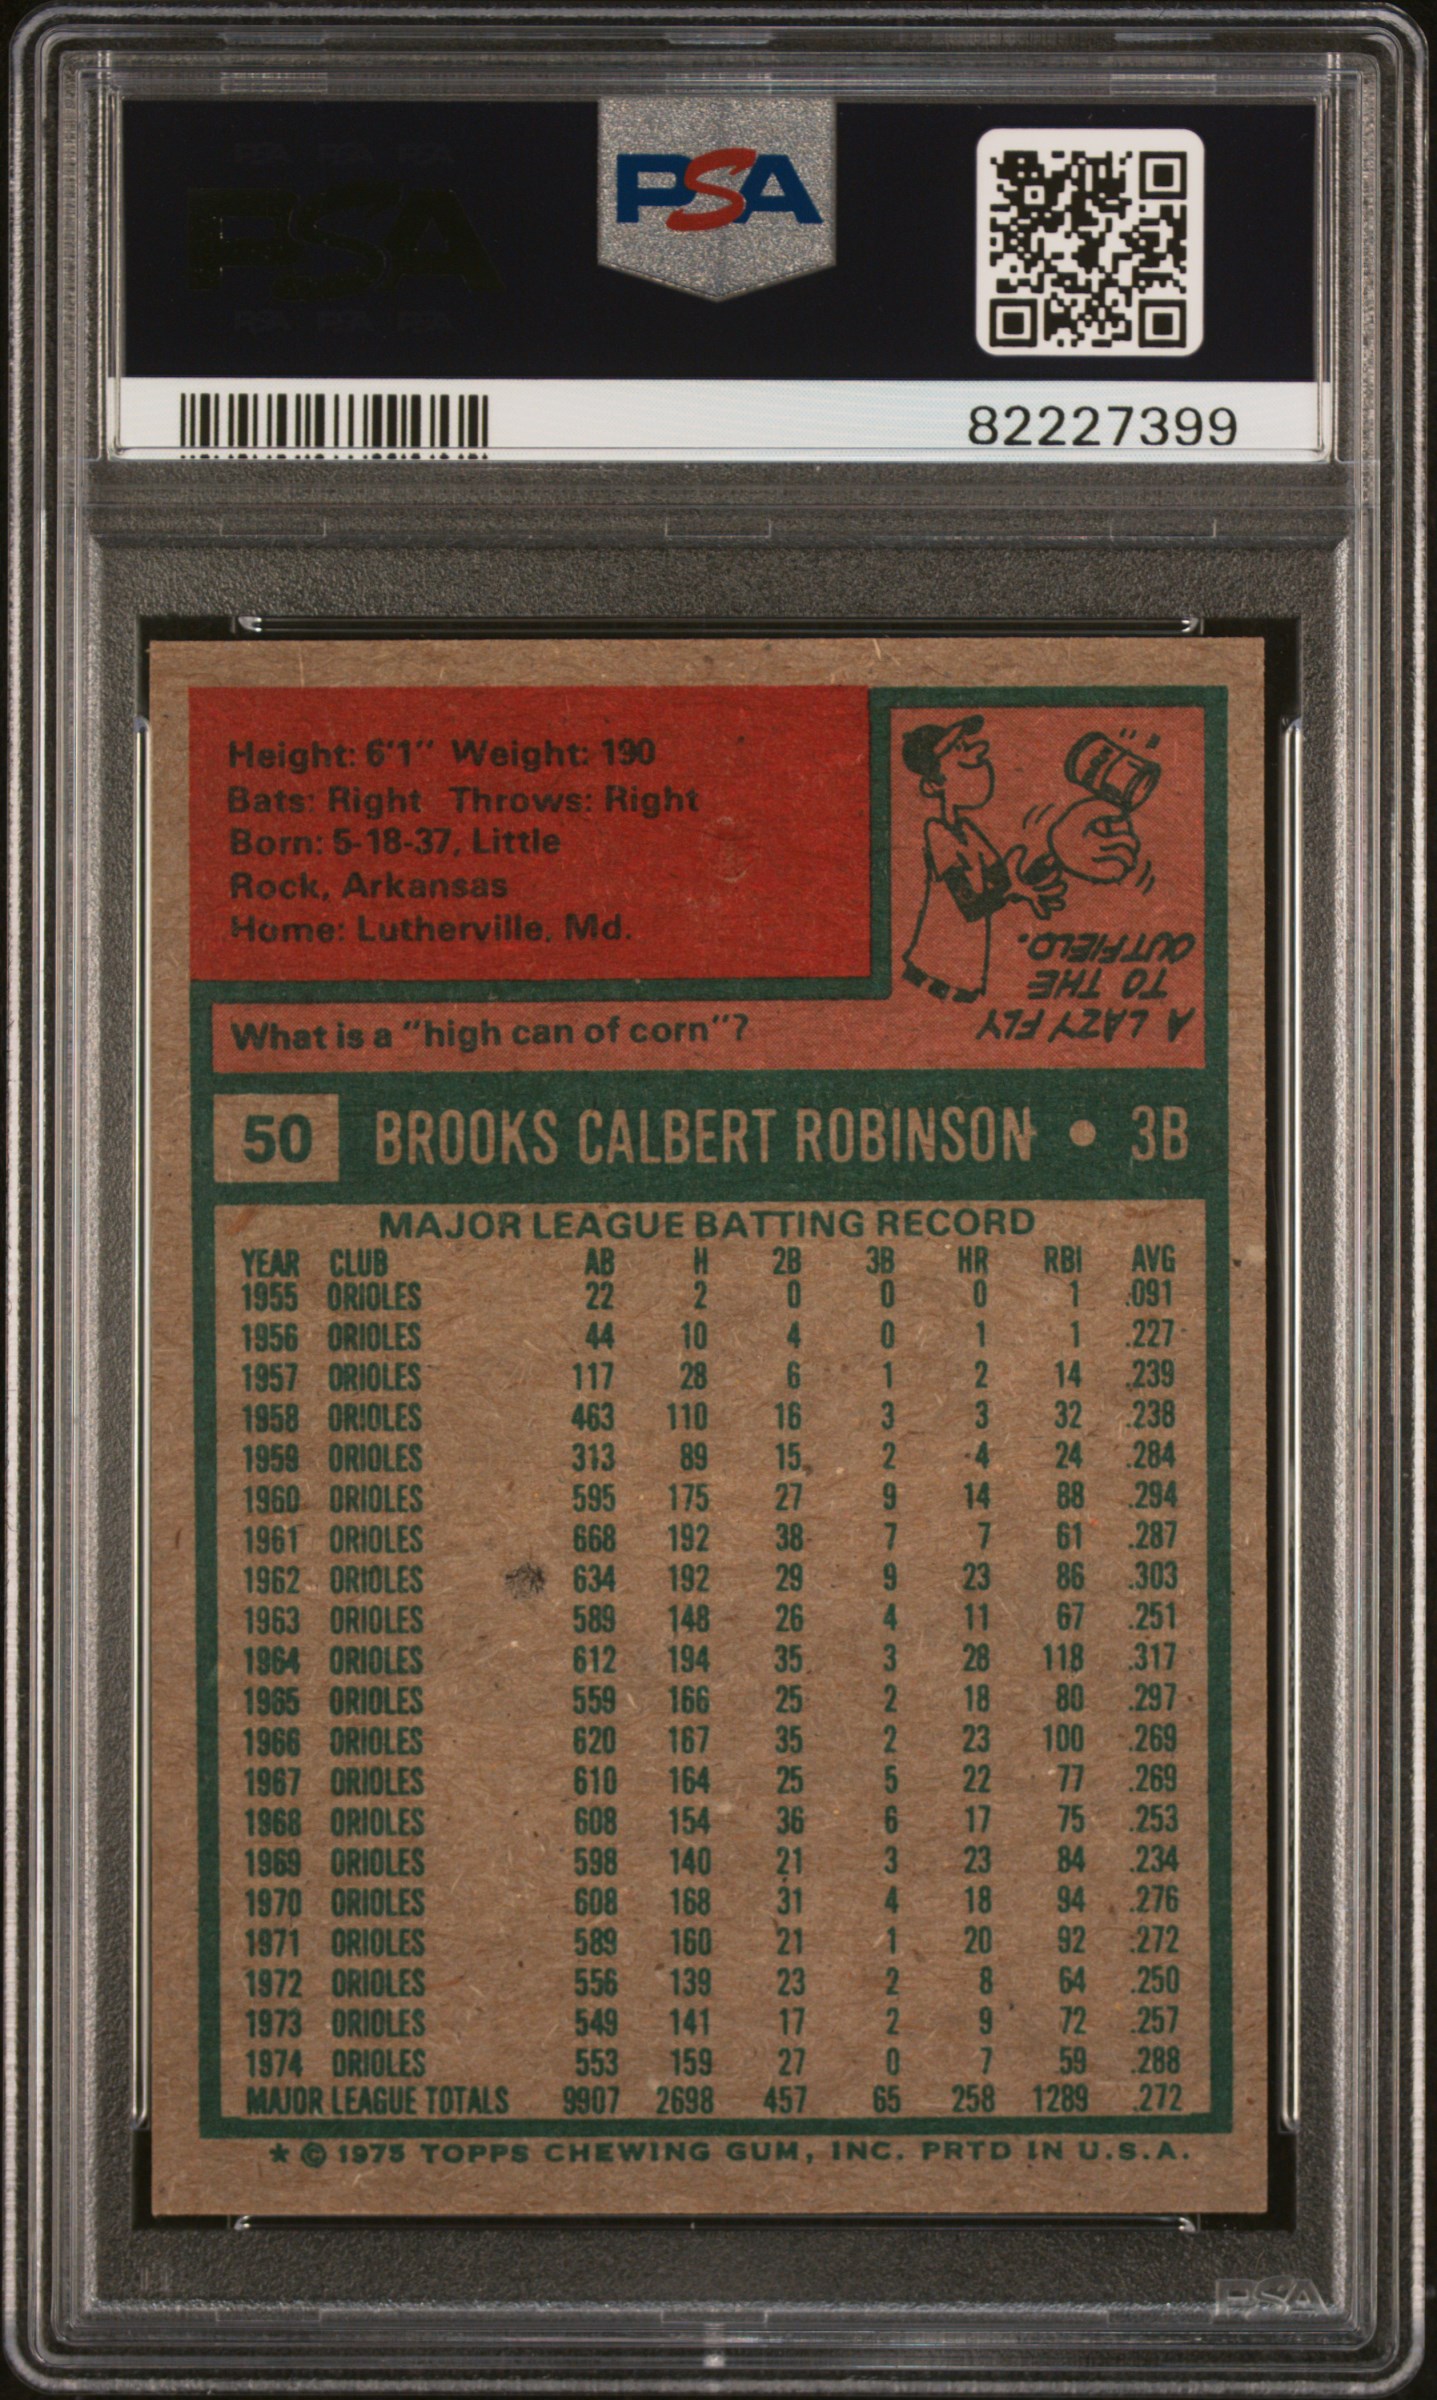 PSA
82227399
Height: 6'1" Weight: 190
Bats: Right Throws: Right
Born: 5-18-37, Little
Rock, Arkansas
Home: Lutherville, Md.
What is a "high can of corn"?
A LAZY FLY
TO THE
OUTFIELD.
50 BROOKS CALBERT ROBINSON • 3B
MAJOR LEAGUE BATTING RECORD
YEAR CLUB AB H 2B 3B HR RBI AVG
1955 ORIOLES 22 2 0 0 0 1 .091
1956 ORIOLES 44 10 4 0 1 1 .227
1957 ORIOLES 117 28 6 1 2 14 .239
1958 ORIOLES 463 110 16 3 3 32 .238
1959 ORIOLES 313 89 15 2 4 24 .284
1960 ORIOLES 595 175 27 9 14 88 .294
1961 ORIOLES 668 192 38 7 7 61 .287
1962 ORIOLES 634 192 29 9 23 86 .303
1963 ORIOLES 589 148 26 4 11 67 .251
1964 ORIOLES 612 194 35 3 28 118 .317
1965 ORIOLES 559 166 25 2 18 80 .297
1966 ORIOLES 620 167 35 2 23 100 .269
1967 ORIOLES 610 164 25 5 22 77 .269
1968 ORIOLES 608 154 36 6 17 75 .253
1969 ORIOLES 598 140 21 3 23 84 .234
1970 ORIOLES 608 168 31 4 18 94 .276
1971 ORIOLES 589 160 21 1 20 92 .272
1972 ORIOLES 556 139 23 2 8 64 .250
1973 ORIOLES 549 141 17 2 9 72 .257
1974 ORIOLES 553 159 27 0 7 59 .288
MAJOR LEAGUE TOTALS 9907 2698 457 65 258 1289 .272
* © 1975 TOPPS CHEWING GUM, INC. PRTD IN U.S.A.
PSA